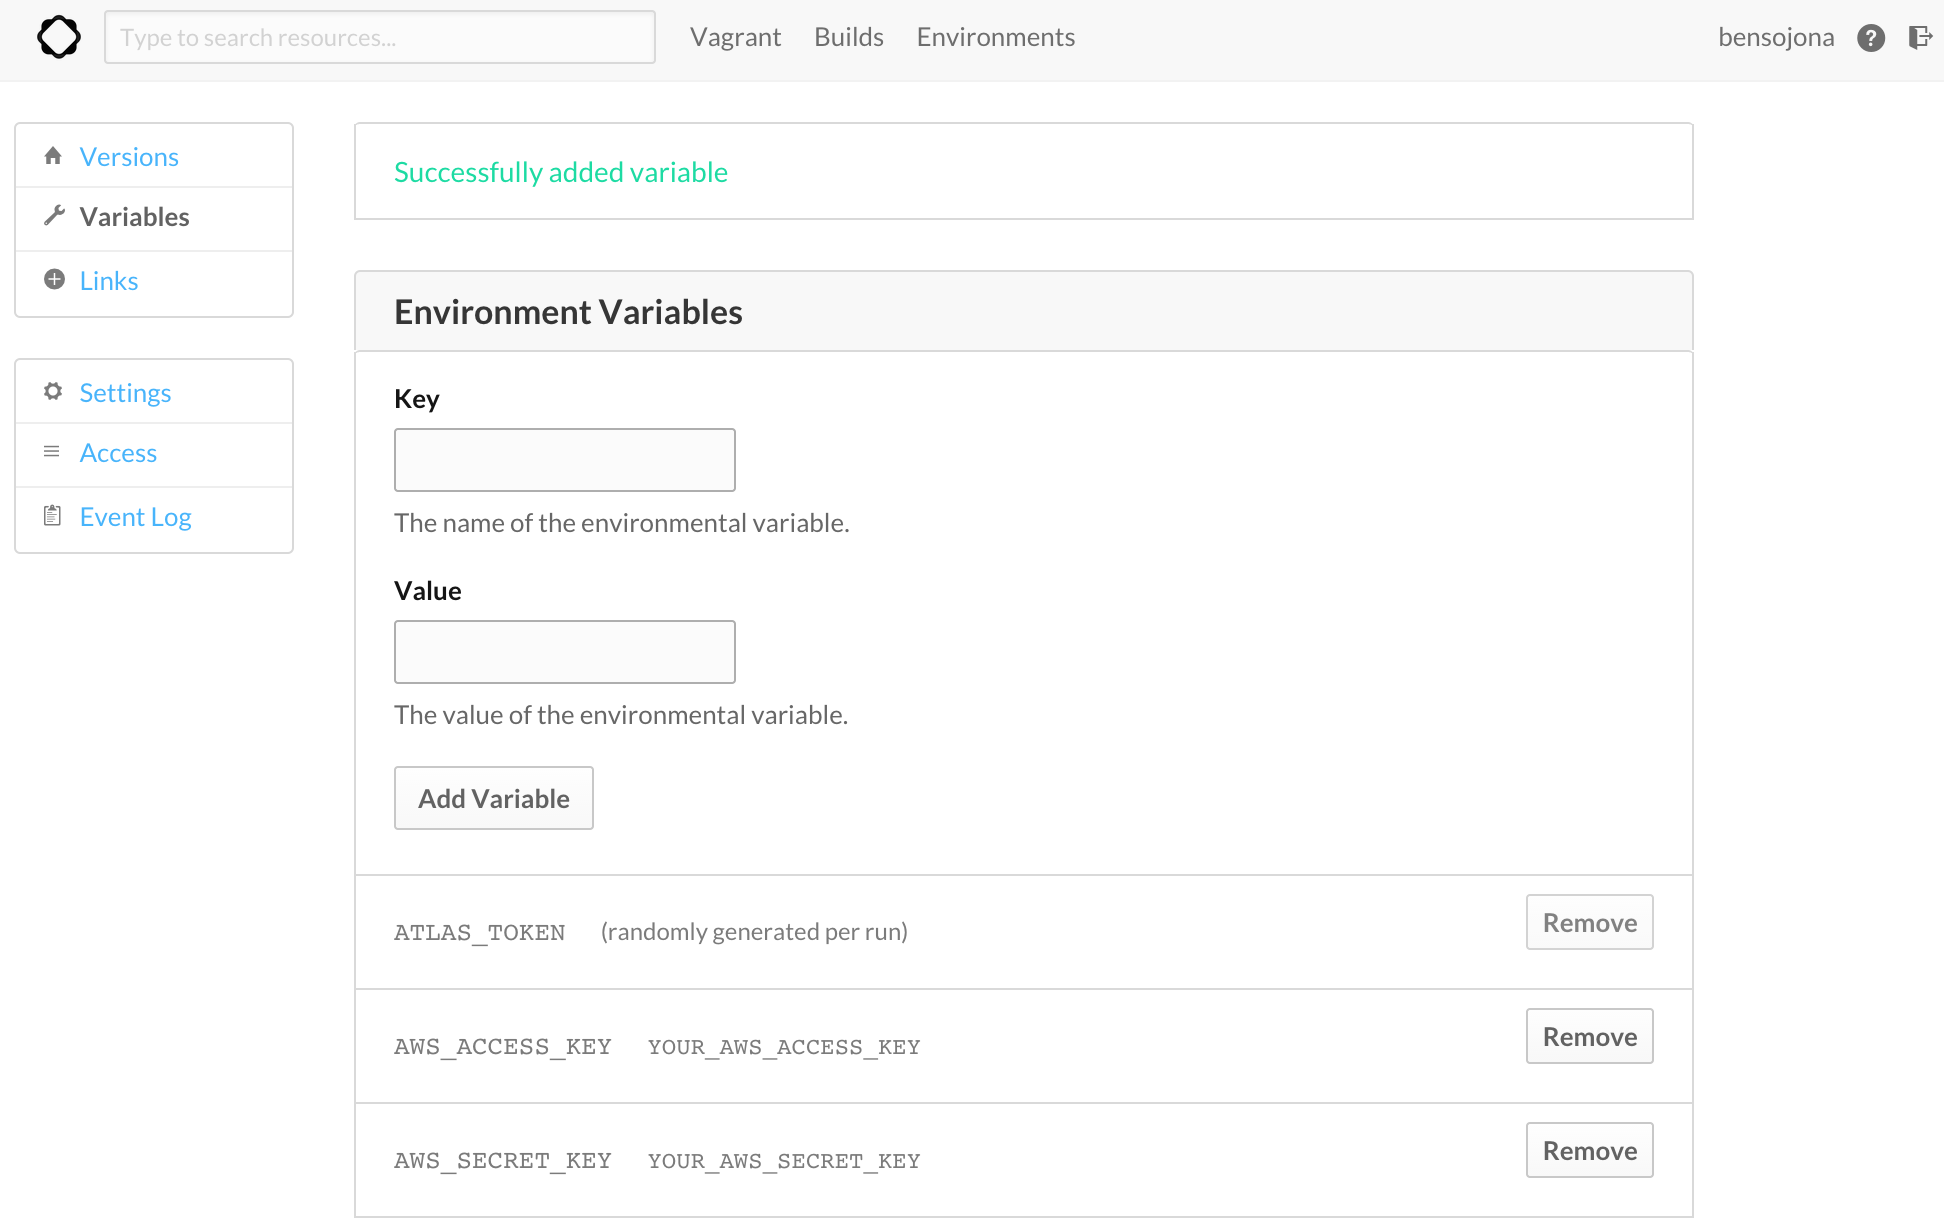 Type to search resources...
Vagrant Builds Environments
bensojona ?
Versions
Variables
Links
Settings
Access
Event Log
Successfully added variable
Environment Variables
Key
The name of the environmental variable.
Value
The value of the environmental variable.
Add Variable
ATLAS_TOKEN (randomly generated per run) Remove
AWS_ACCESS_KEY YOUR_AWS_ACCESS_KEY Remove
AWS_SECRET_KEY YOUR_AWS_SECRET_KEY Remove